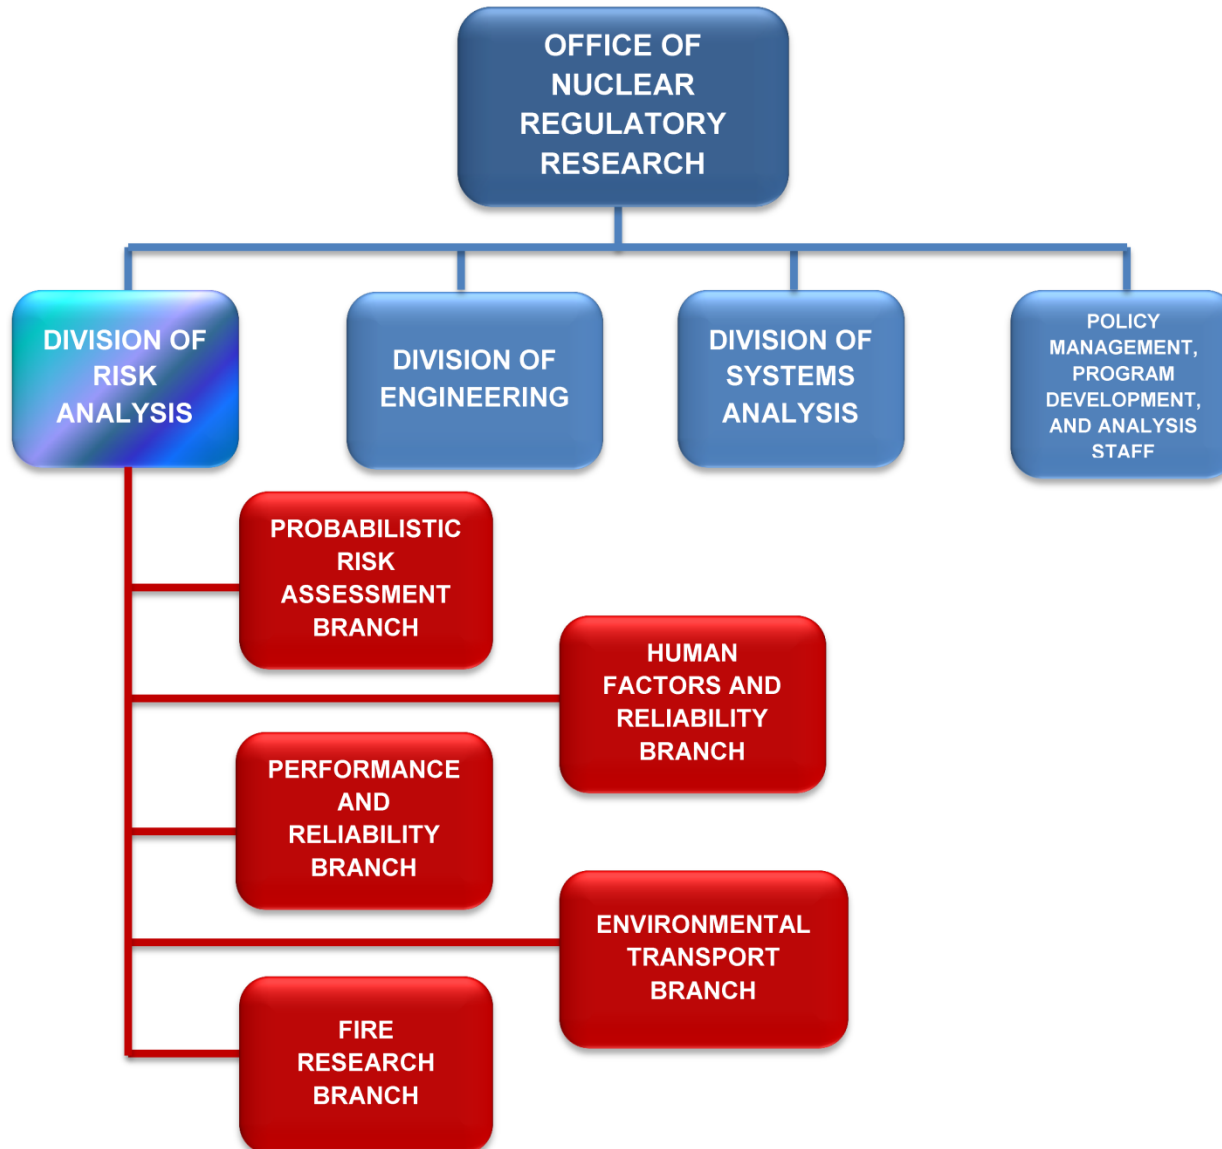 OFFICE OF
NUCLEAR
REGULATORY
RESEARCH
DIVISION OF
RISK
ANALYSIS
DIVISION OF
ENGINEERING
DIVISION OF
SYSTEMS
ANALYSIS
POLICY
MANAGEMENT,
PROGRAM
DEVELOPMENT,
AND ANALYSIS
STAFF
PROBABILISTIC
RISK
ASSESSMENT
BRANCH
HUMAN
FACTORS AND
RELIABILITY
BRANCH
PERFORMANCE
AND
RELIABILITY
BRANCH
ENVIRONMENTAL
TRANSPORT
BRANCH
FIRE
RESEARCH
BRANCH